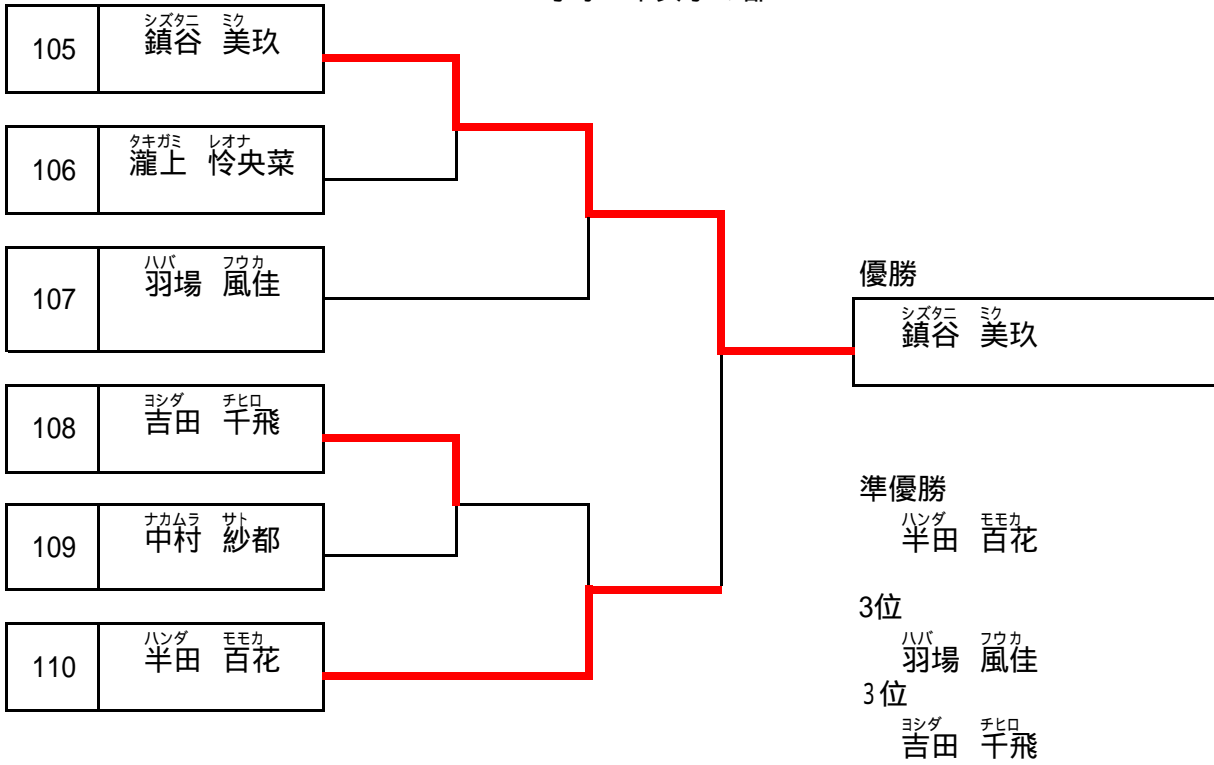 シズタニ ミク
105 鎮谷 美玖
タキガミ レオナ
106 瀧上 怜央菜
ハバ フウカ
107 羽場 風佳
ヨシダ チヒロ
108 吉田 千飛
ナカムラ サト
109 中村 紗都
ハンダ モモカ
110 半田 百花
優勝
シズタニ ミク
鎮谷 美玖
準優勝
ハンダ モモカ
半田 百花
3位
ハバ フウカ
羽場 風佳
3位
ヨシダ チヒロ
吉田 千飛